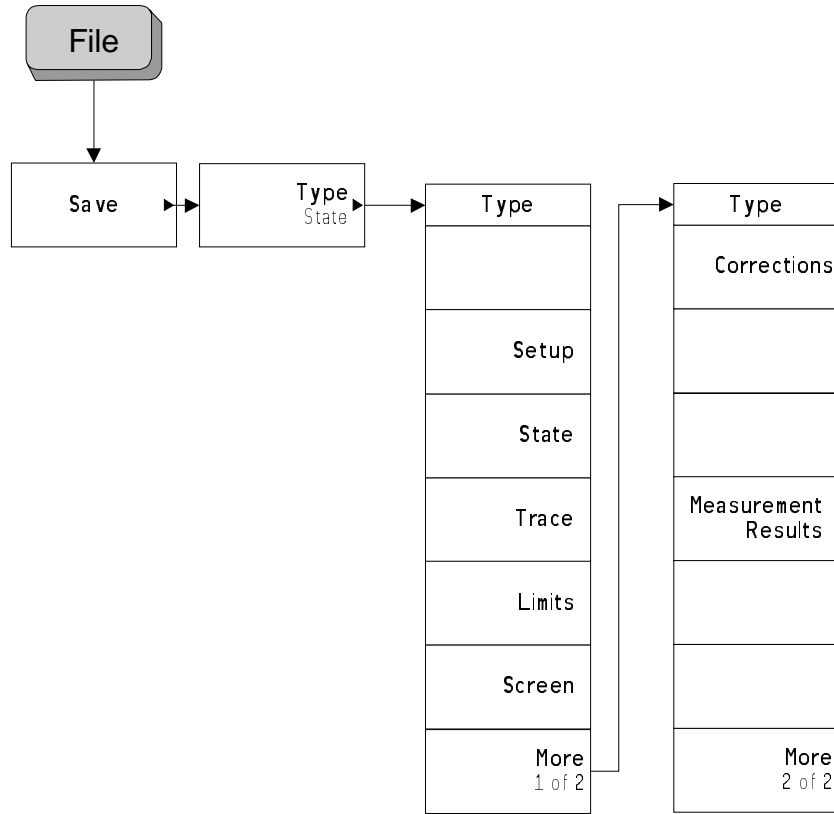 File
Save
Type
State
Type
Setup
State
Trace
Limits
Screen
More
1 of 2
Type
Corrections
Measurement
Results
More
2 of 2